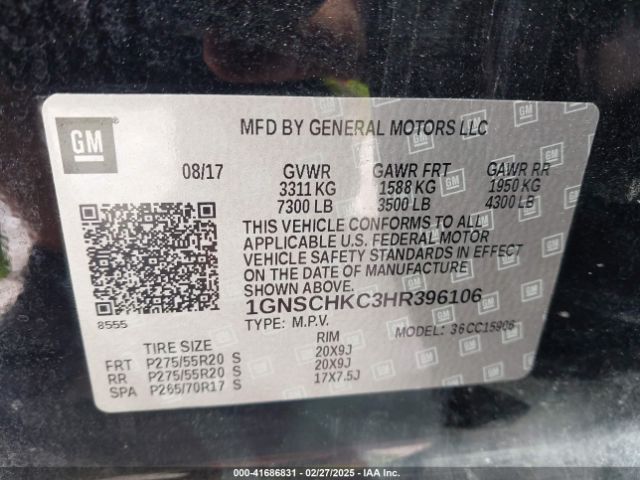 GM
MFD BY GENERAL MOTORS LLC
08/17 GVWR GAWR FRT GAWR RR
3311 KG 1588 KG 1950 KG
7300 LB 3500 LB 4300 LB
THIS VEHICLE CONFORMS TO ALL
APPLICABLE U.S. FEDERAL MOTOR
VEHICLE SAFETY STANDARDS IN EFFECT
ON THE DATE OF MANUFACTURE
SHOWN ABOVE.
1GNSCHKC3HR396106
8555
TYPE: M.P.V. MODEL: 36CC15906
TIRE SIZE RIM
FRT P275/55R20 S 20X9J
RR P275/55R20 S 20X9J
SPA P265/70R17 S 17X7.5J
000-41686831 - 02/27/2025 - IAA Inc.